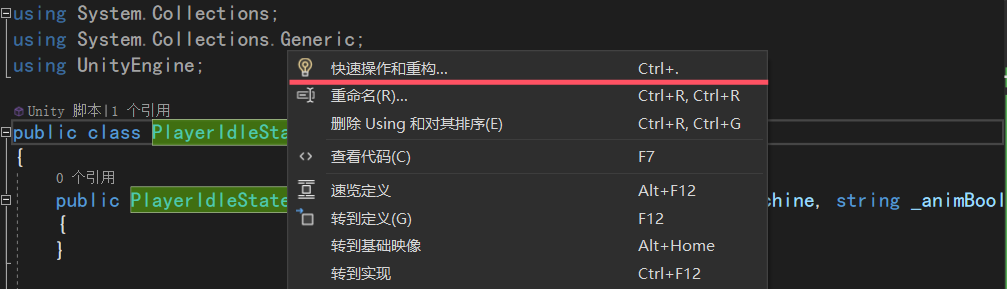 using System.Collections;
using System.Collections.Generic;
using UnityEngine;
快速操作和重构... Ctrl+.
Unity 脚本|1 个引用
重命名(R)... Ctrl+R, Ctrl+R
public class PlayerIdleSta
删除 Using 和对其排序(E) Ctrl+R, Ctrl+G
{
查看代码(C) F7
0 个引用
速览定义 Alt+F12
public PlayerIdleState chine, string _animBool
转到定义(G) F12
{
转到基础映像 Alt+Home
}
转到实现 Ctrl+F12